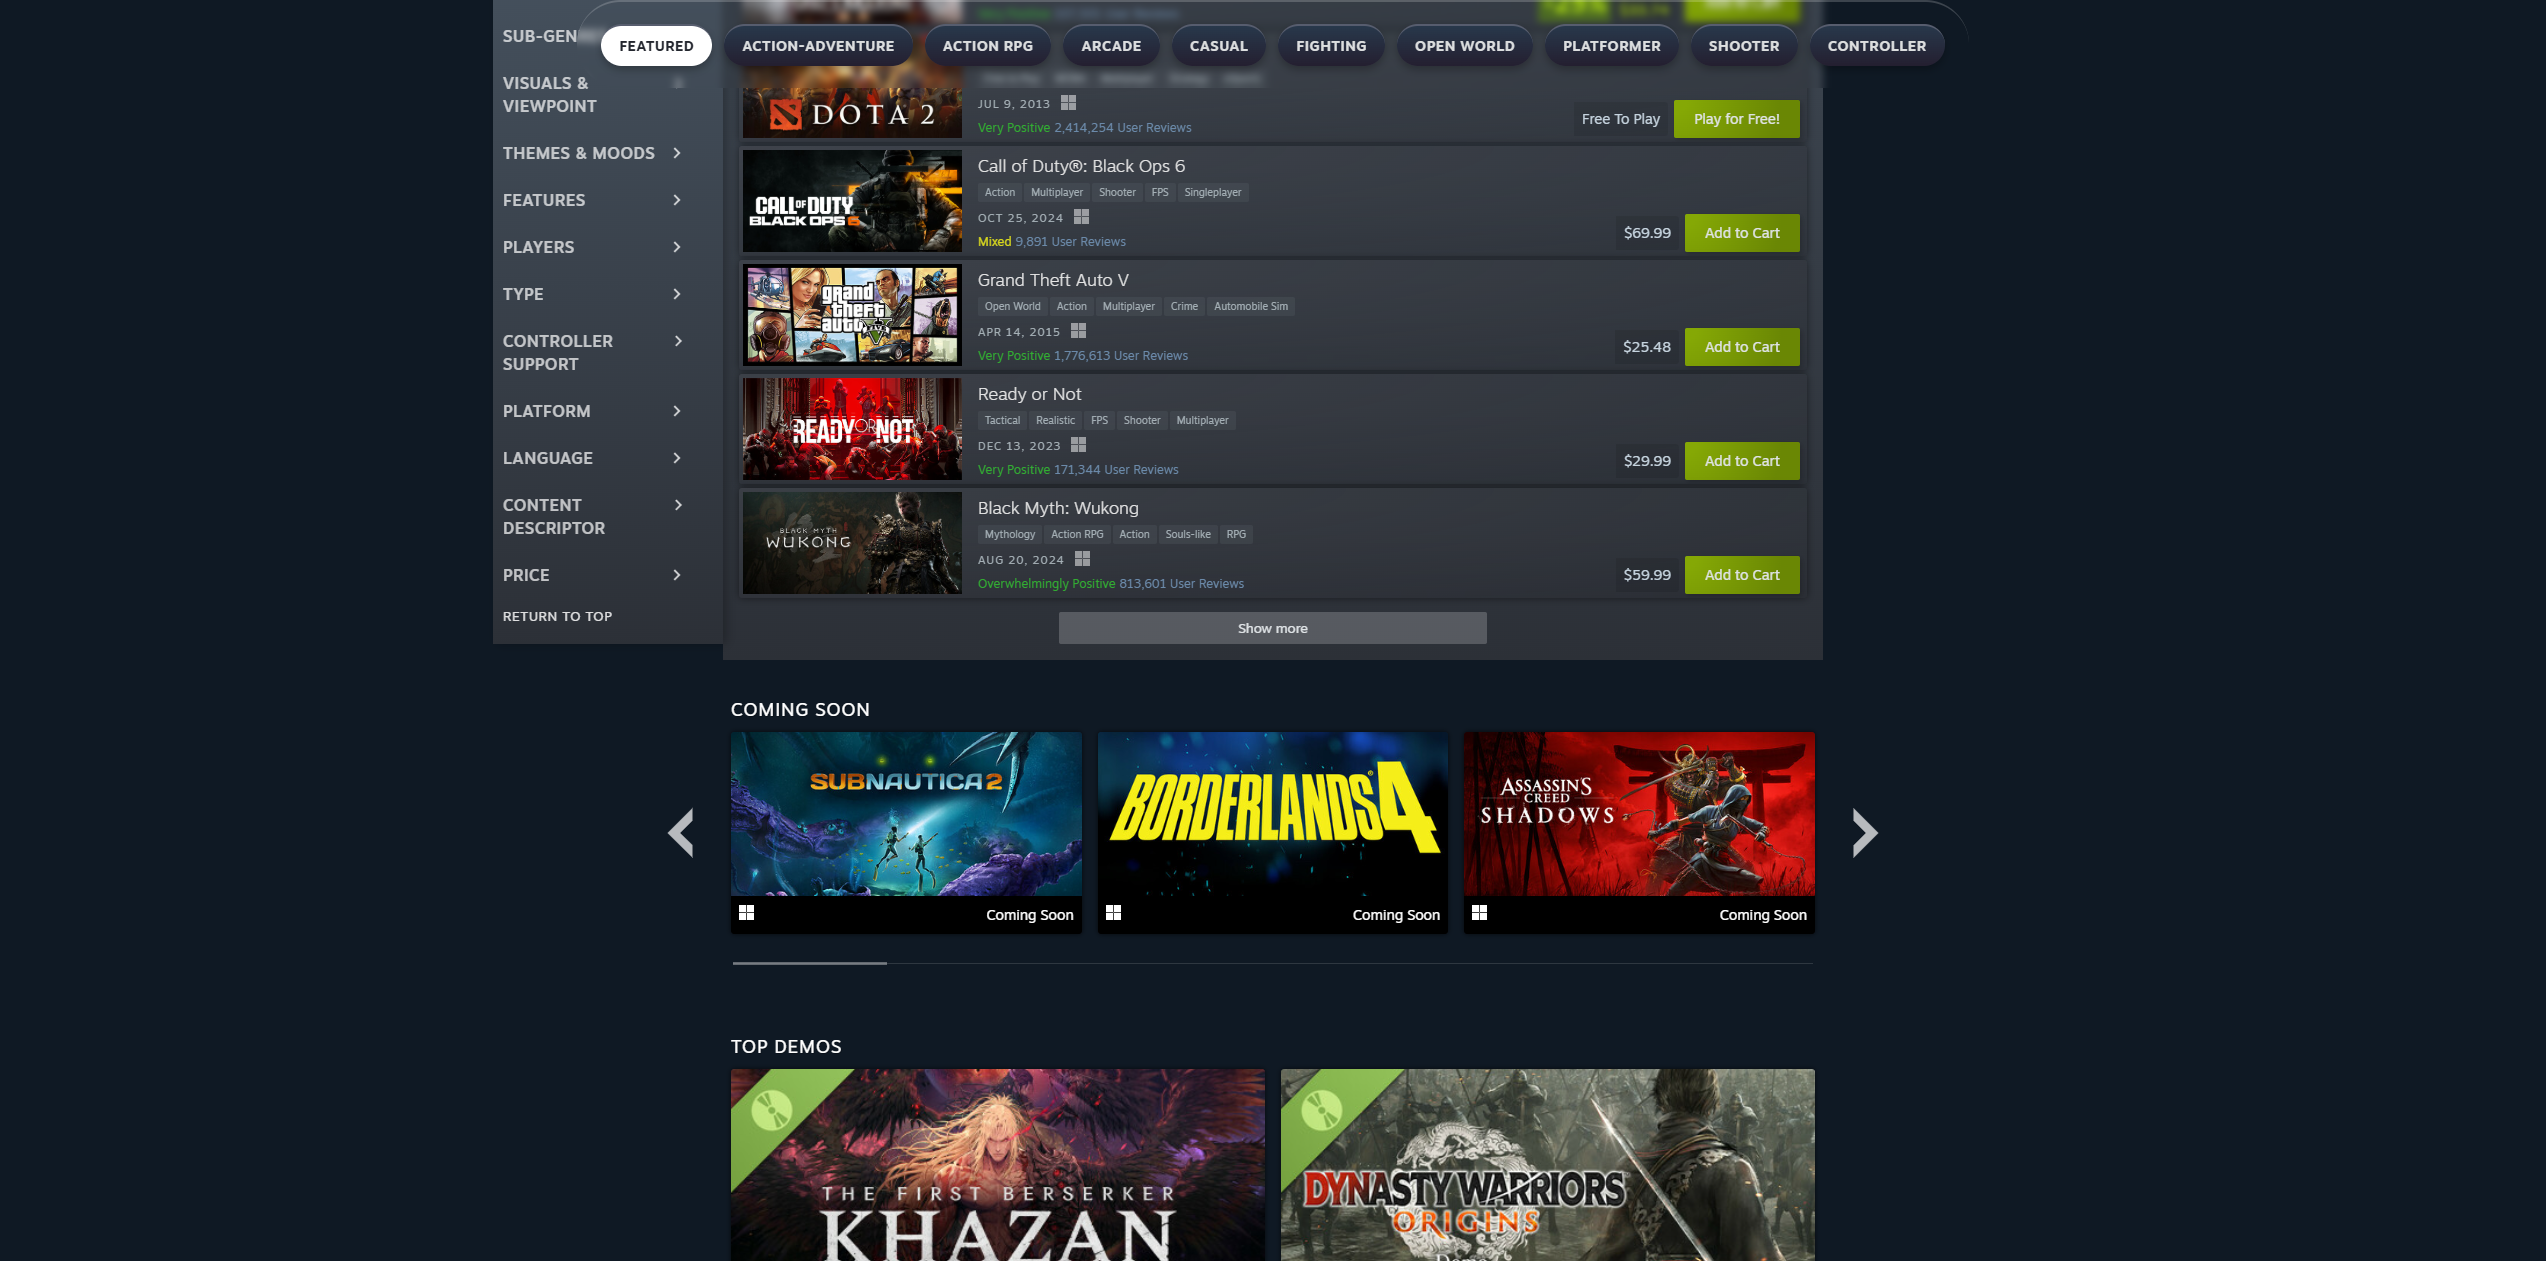 SUB-GEN
FEATURED
ACTION-ADVENTURE
ACTION RPG
ARCADE
CASUAL
FIGHTING
OPEN WORLD
PLATFORMER
SHOOTER
CONTROLLER
VISUALS &
VIEWPOINT
THEMES & MOODS
FEATURES
PLAYERS
TYPE
CONTROLLER
SUPPORT
PLATFORM
LANGUAGE
CONTENT
DESCRIPTOR
PRICE
RETURN TO TOP
DOTA 2
JUL 9, 2013
Very Positive 2,414,254 User Reviews
Free To Play
Play for Free!
CALL OF DUTY
BLACK OPS 6
Call of Duty®: Black Ops 6
Action Multiplayer Shooter FPS Singleplayer
OCT 25, 2024
Mixed 9,891 User Reviews
$69.99
Add to Cart
grand
theft
auto
V
Grand Theft Auto V
Open World Action Multiplayer Crime Automobile Sim
APR 14, 2015
Very Positive 1,776,613 User Reviews
$25.48
Add to Cart
READY OR NOT
Ready or Not
Tactical Realistic FPS Shooter Multiplayer
DEC 13, 2023
Very Positive 171,344 User Reviews
$29.99
Add to Cart
BLACK MYTH
WUKONG
Black Myth: Wukong
Mythology Action RPG Action Souls-like RPG
AUG 20, 2024
Overwhelmingly Positive 813,601 User Reviews
$59.99
Add to Cart
Show more
COMING SOON
SUBNAUTICA 2
Coming Soon
BORDERLANDS 4
Coming Soon
ASSASSIN'S
CREED
SHADOWS
Coming Soon
TOP DEMOS
THE FIRST BERSERKER
KHAZAN
DYNASTY WARRIORS
ORIGINS